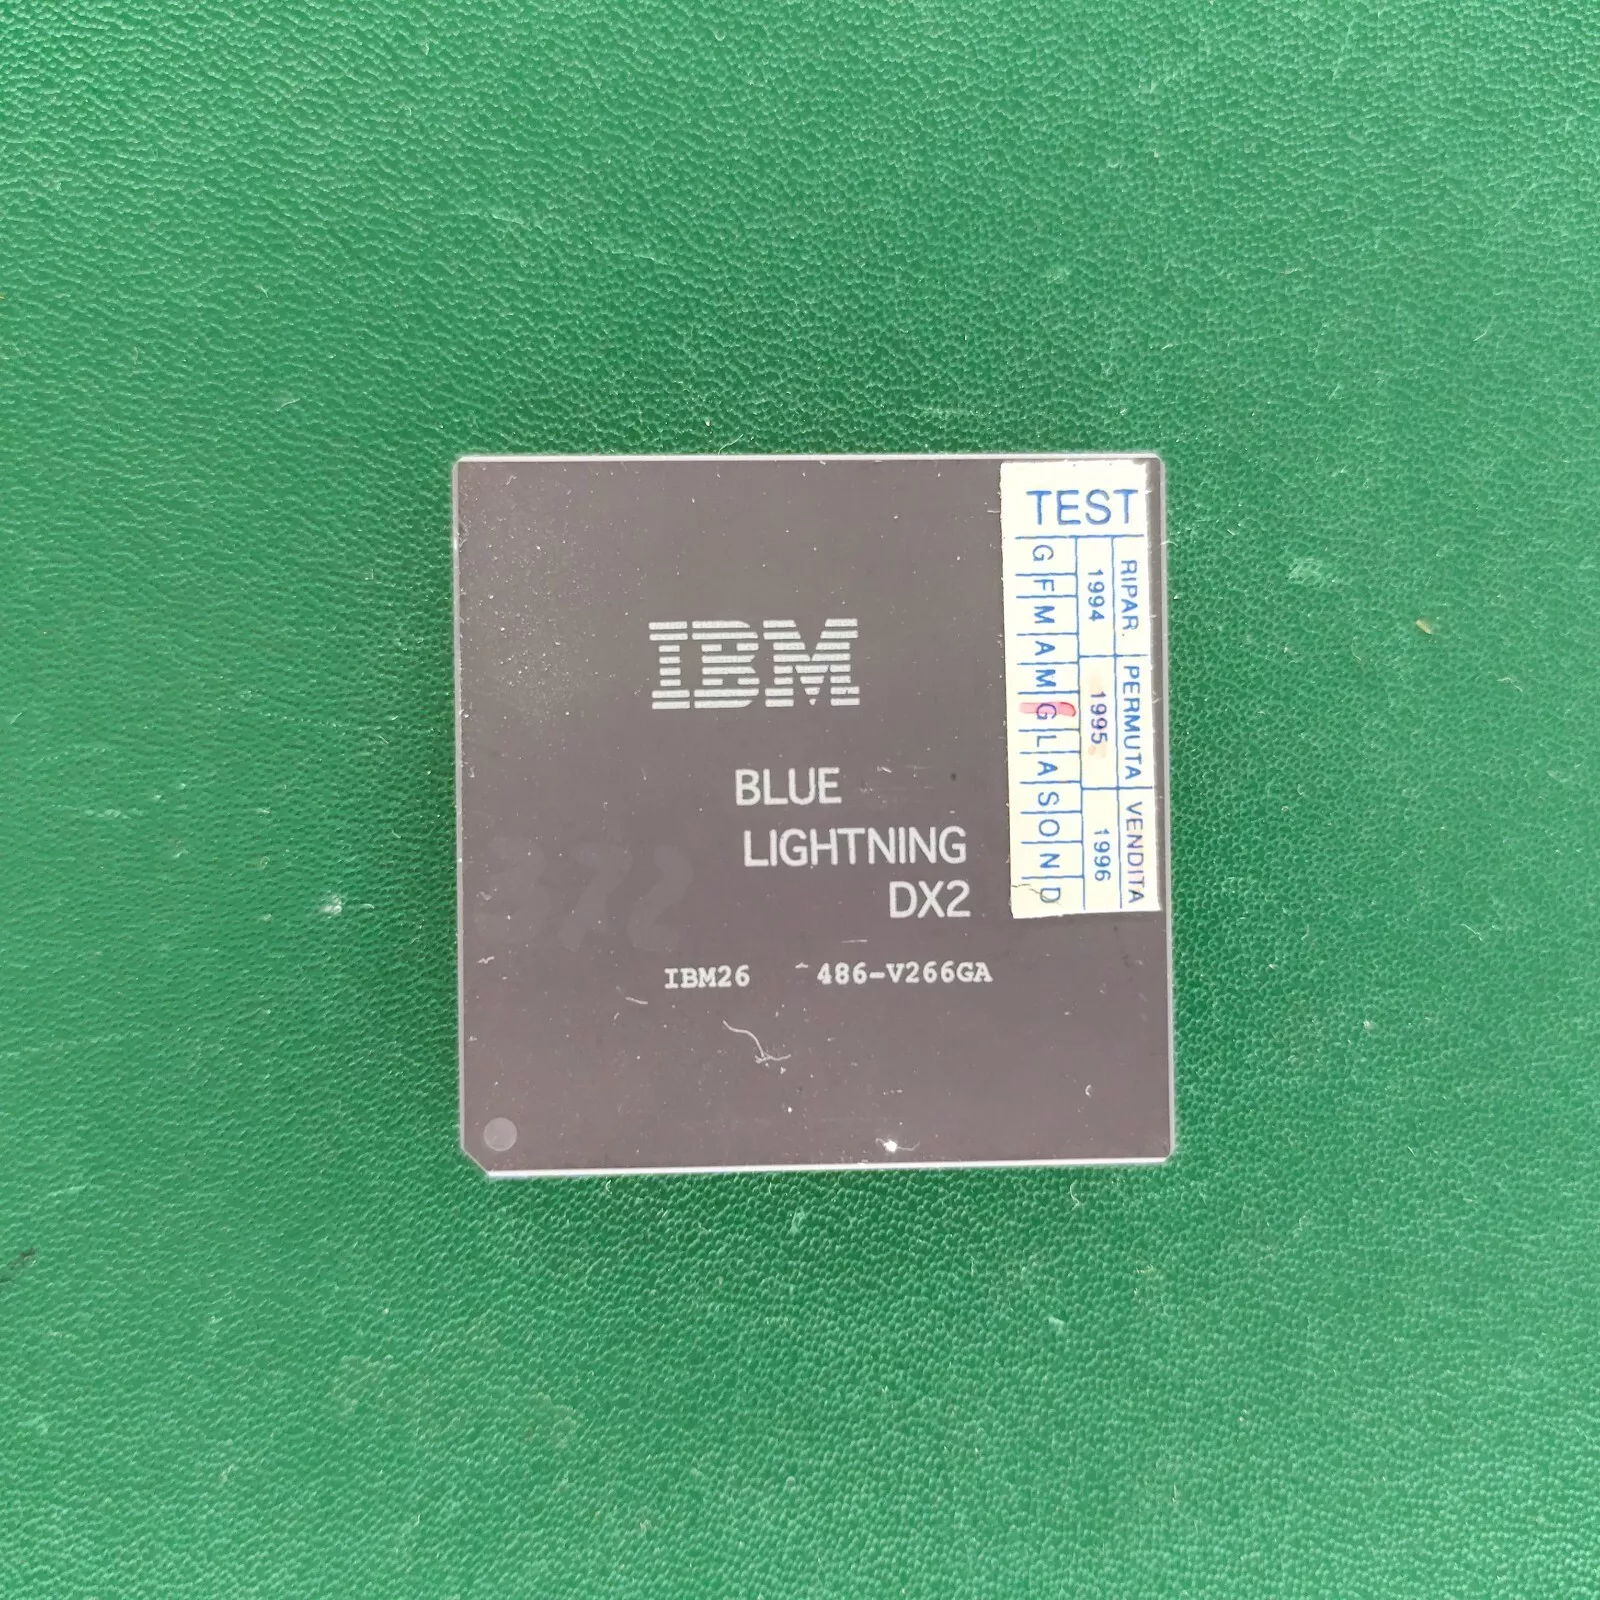 IBM
BLUE
LIGHTNING
DX2
IBM26 486-V266GA
TEST
RIPAR. PERMUTA VENDITA
1994 1995 1996
G F M A M G L A S O N D